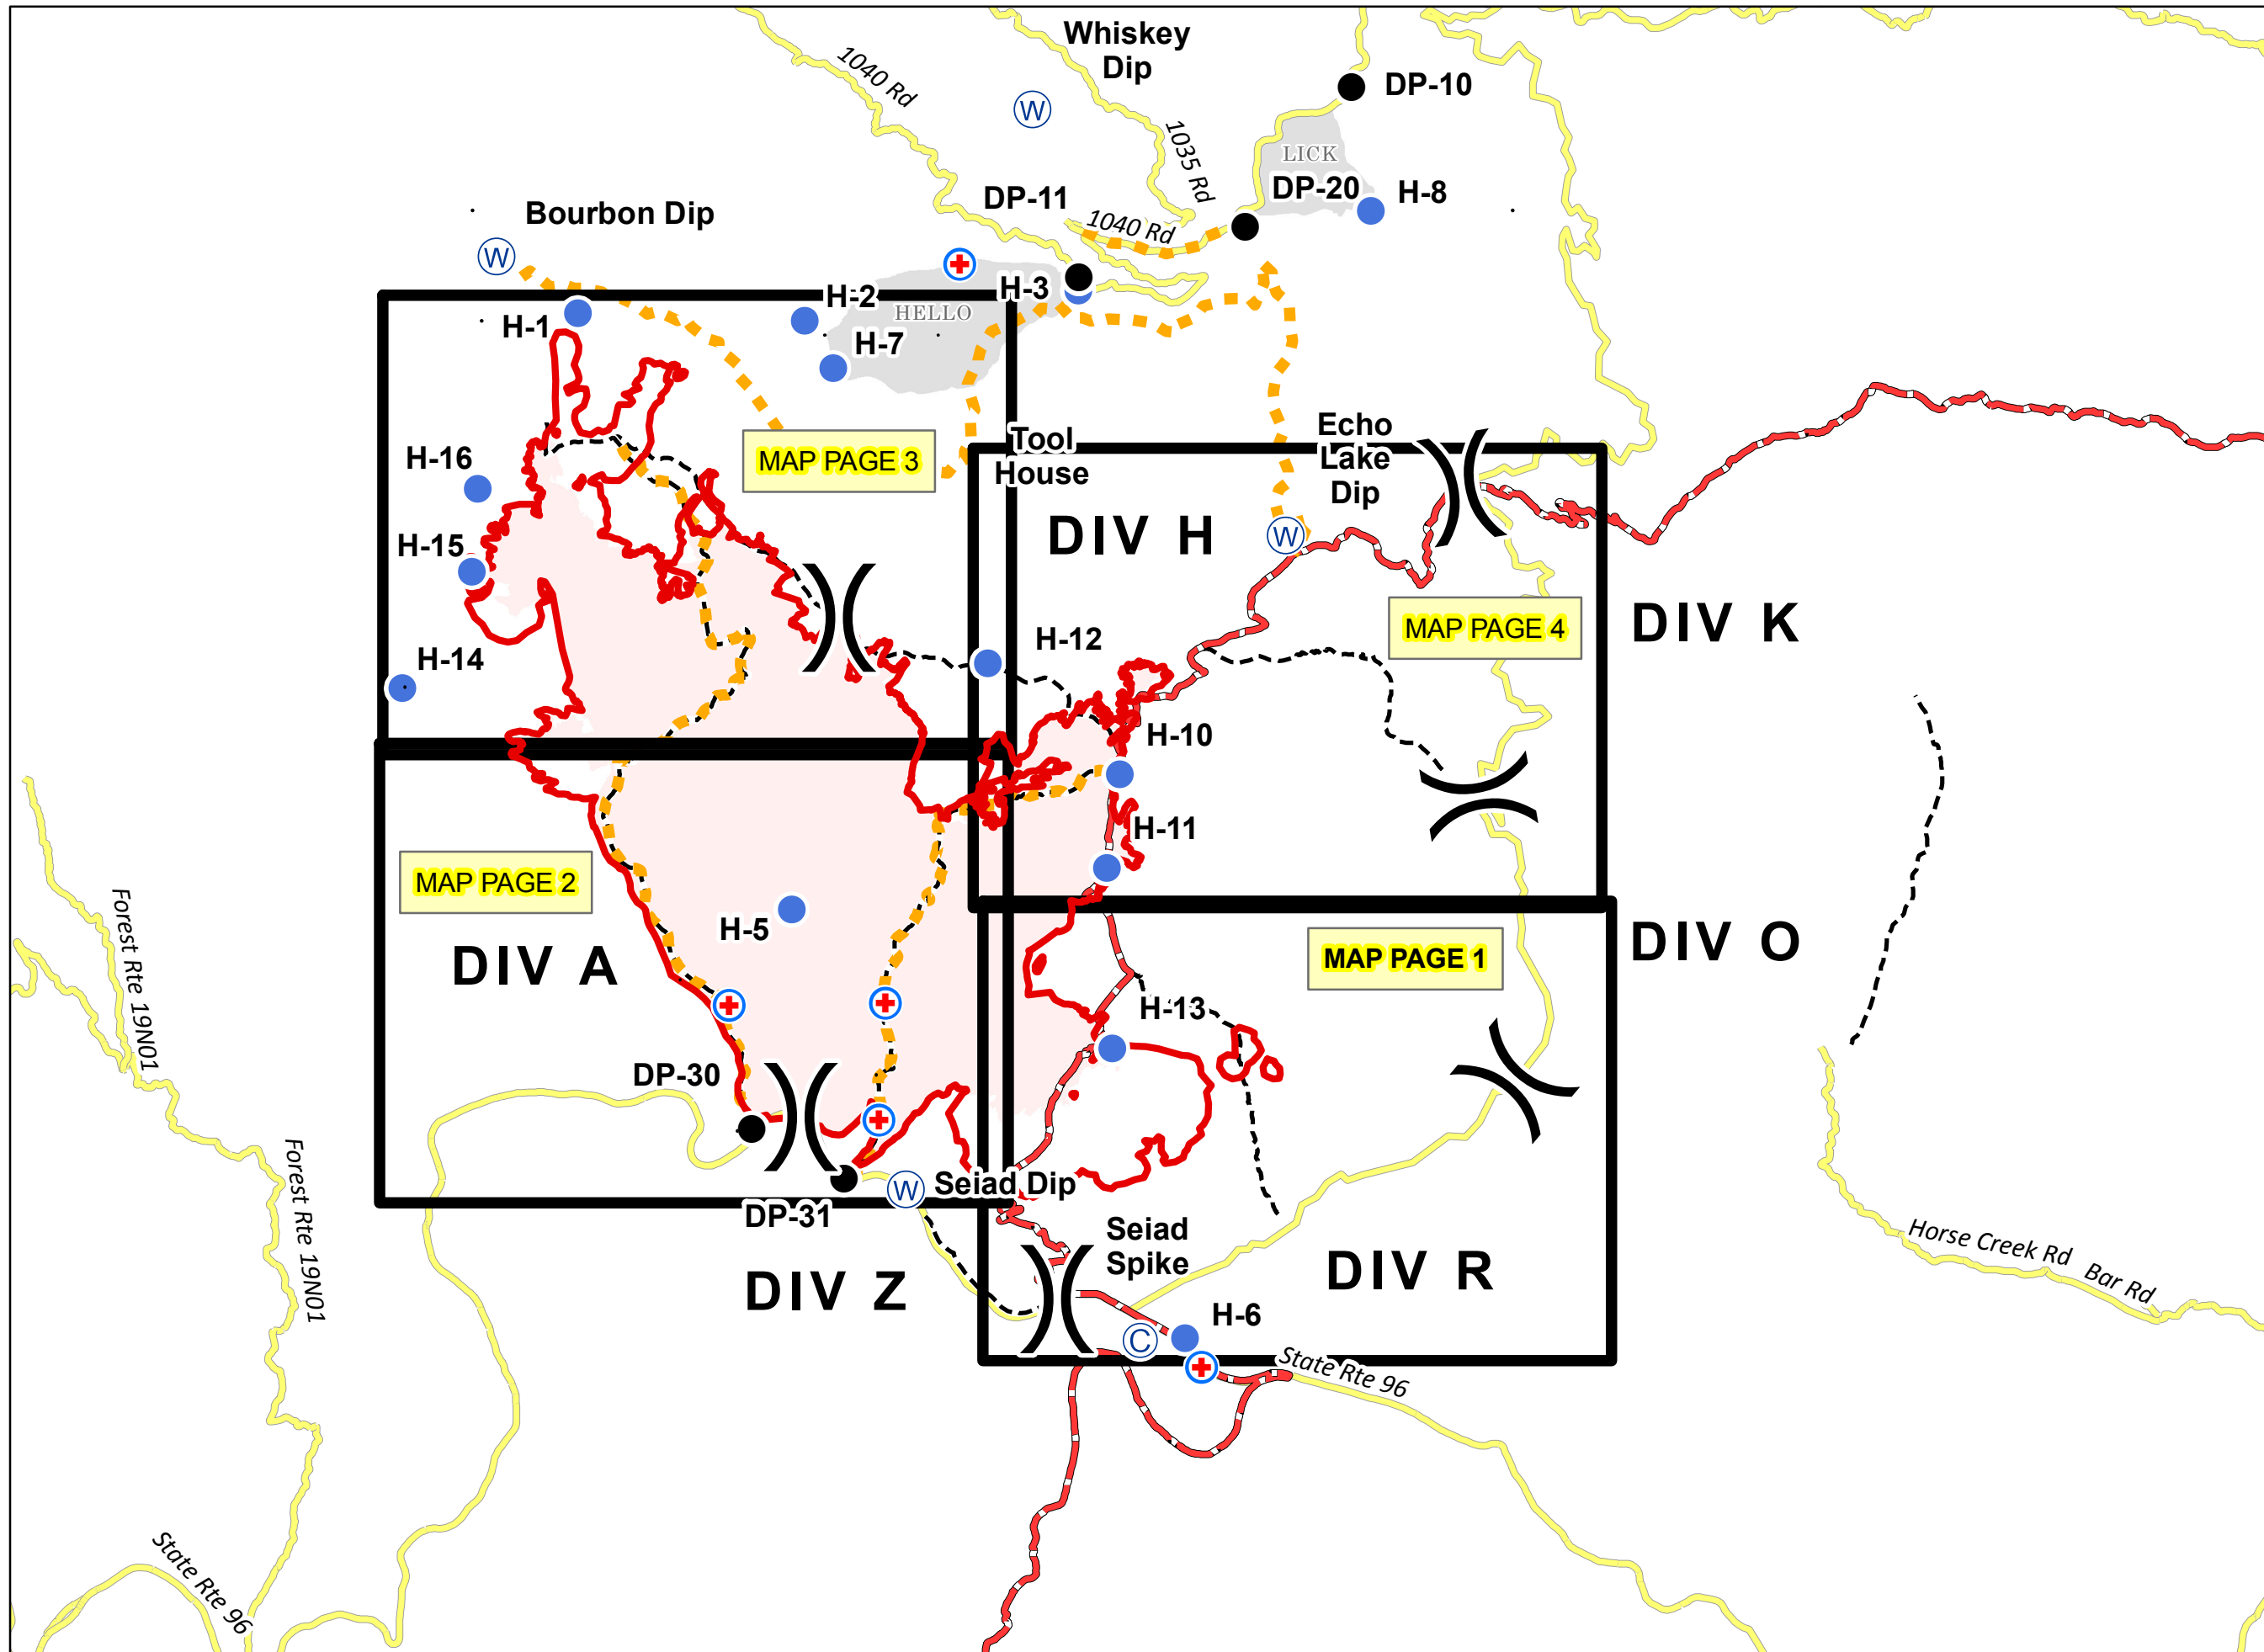 Whiskey
Dip
1040 Rd
W
DP-10
1035 Rd
LICK
DP-20
H-8
DP-11
1040 Rd
Bourbon Dip
W
H-2
H-3
HELLO
H-1
H-7
MAP PAGE 3
Tool
House
Echo
Lake
Dip
H-16
DIV H
W
H-15
MAP PAGE 4
DIV K
H-12
H-14
H-10
H-11
MAP PAGE 2
H-5
DIV A
MAP PAGE 1
DIV O
Forest Rte 19N01
H-13
DP-30
Forest Rte 19N01
W
Seiad Dip
DP-31
Seiad
Spike
DIV Z
DIV R
Horse Creek Rd
Bar Rd
H-6
C
State Rte 96
State Rte 96